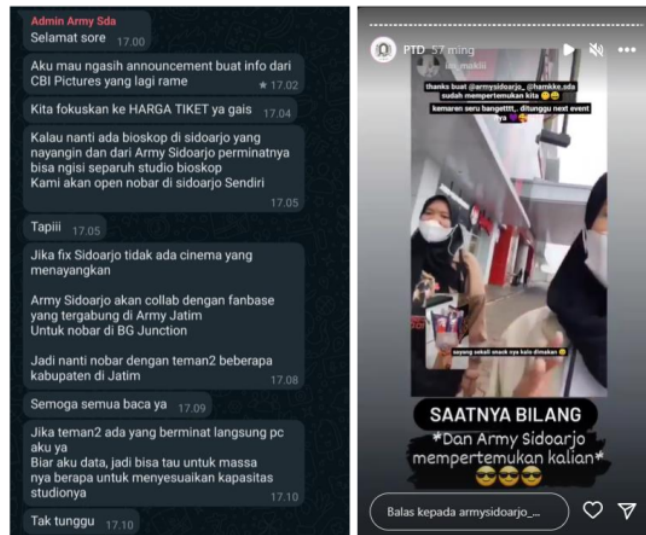 Admin Army Sda
Selamat sore 17.00
Aku mau ngasih announcement buat info dari
CBI Pictures yang lagi rame
17.02
Kita fokuskan ke HARGA TIKET ya gais 17.04
Kalau nanti ada bioskop di sidoarjo yang
nayangin dan dari Army Sidoarjo perminatnya
bisa ngisi separuh studio bioskop
Kami akan open nobar di sidoarjo Sendiri
17.05
Tapiii 17.05
Jika fix Sidoarjo tidak ada cinema yang
menayangkan
Army Sidoarjo akan collab dengan fanbase
yang tergabung di Army Jatim
Untuk nobar di BG Junction
Jadi nanti nobar dengan teman2 beberapa
kabupaten di Jatim
17.08
Semoga semua baca ya 17.09
Jika teman2 ada yang berminat langsung pc
aku ya
Biar aku data, jadi bisa tau untuk massa
nya berapa untuk menyesuaikan kapasitas
studionya
17.10
Tak tunggu 17.10
PTD 57 ming
thanks buat @armysidoarjo_ @hamkke.sda
sudah mempertemukan kita
kemaren seru bangetttt,. ditunggu next event
ya
sayang sekali snack nya kalo dimakan
SAATNYA BILANG
*Dan Army Sidoarjo
mempertemukan kalian*
😎😎😎
Balas kepada armysidoarjo_...